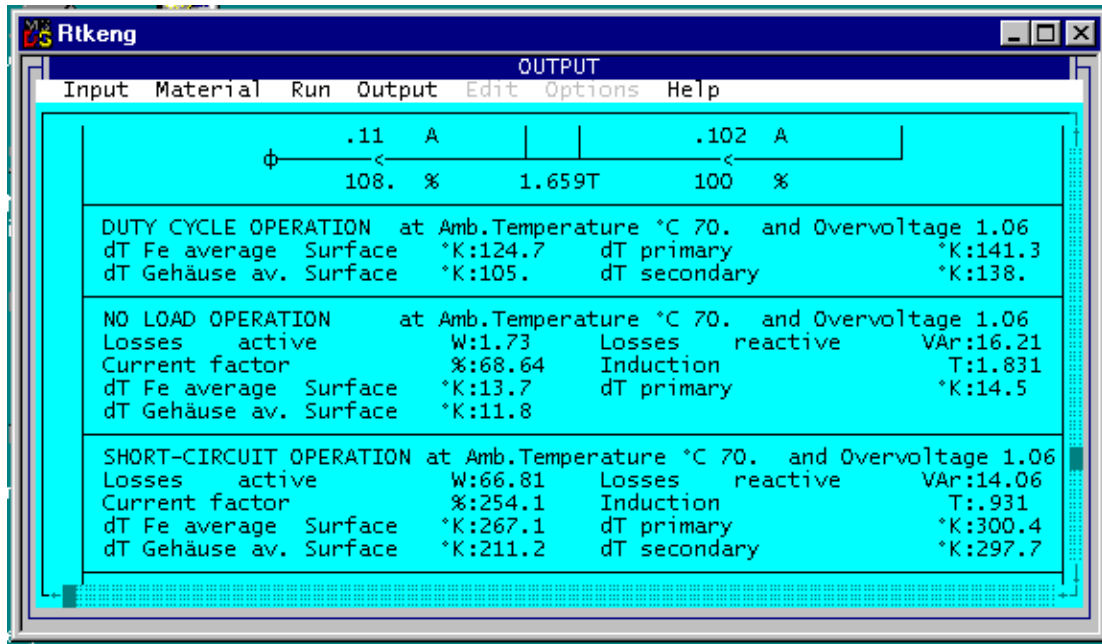 Rtkeng
OUTPUT
Input Material Run Output Edit Options Help
.11 A .102 A
108. % 1.659T 100 %
DUTY CYCLE OPERATION at Amb.Temperature °C 70. and Overvoltage 1.06
dT Fe average Surface °K:124.7 dT primary °K:141.3
dT Gehäuse av. Surface °K:105. dT secondary °K:138.
NO LOAD OPERATION at Amb.Temperature °C 70. and Overvoltage 1.06
Losses active W:1.73 Losses reactive VAr:16.21
Current factor %:68.64 Induction T:1.831
dT Fe average Surface °K:13.7 dT primary °K:14.5
dT Gehäuse av. Surface °K:11.8
SHORT-CIRCUIT OPERATION at Amb.Temperature °C 70. and Overvoltage 1.06
Losses active W:66.81 Losses reactive VAr:14.06
Current factor %:254.1 Induction T:.931
dT Fe average Surface °K:267.1 dT primary °K:300.4
dT Gehäuse av. Surface °K:211.2 dT secondary °K:297.7